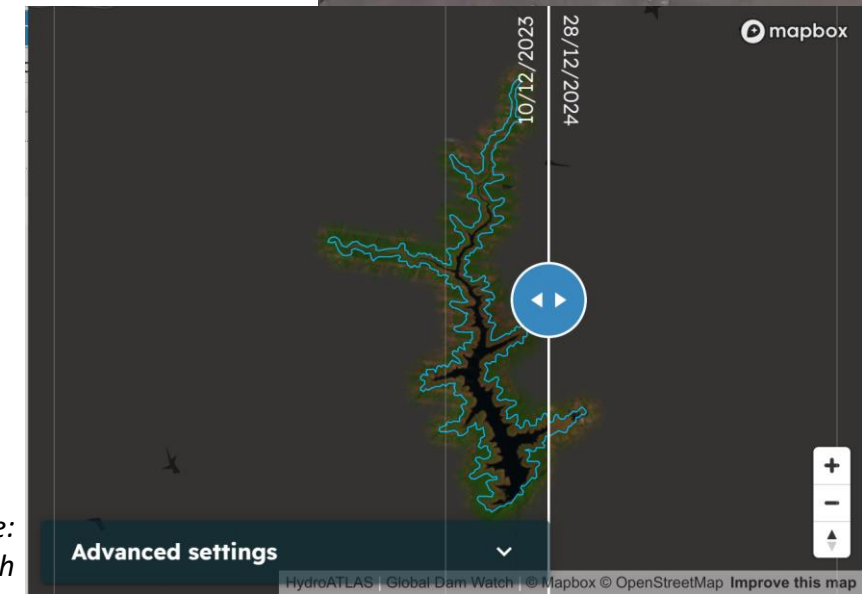 mapbox
10/12/2023
28/12/2024
+
−
e:
h
Advanced settings
HydroATLAS | Global Dam Watch | © Mapbox © OpenStreetMap Improve this map